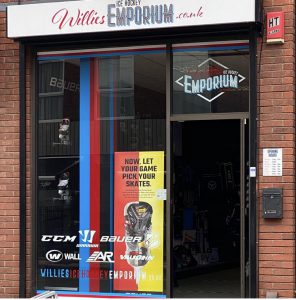 ICE HOCKEY
Willies EMPORIUM.co.uk
HT
BAUER
ICE HOCKEY
EMPORIUM
NOW, LET
YOUR GAME
PICK YOUR
SKATES.
CCM BAUER
WALL VAUGHN
WILLIESICEHOCKEYEMPORIUM.co.uk